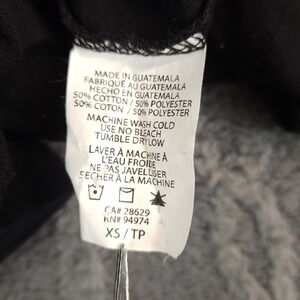 MADE IN GUATEMALA
FABRIQUÉ AU GUATEMALA
HECHO EN GUATEMALA
50% COTTON / 50% POLYESTER
50% COTON / 50% POLYESTER
MACHINE WASH COLD
USE NO BLEACH
TUMBLE DRY LOW
LAVER À MACHINE À
L'EAU FROIDE
NE PAS JAVELLISER
SÉCHER À LA MACHINE
CA# 28629
RN# 94974
XS / TP